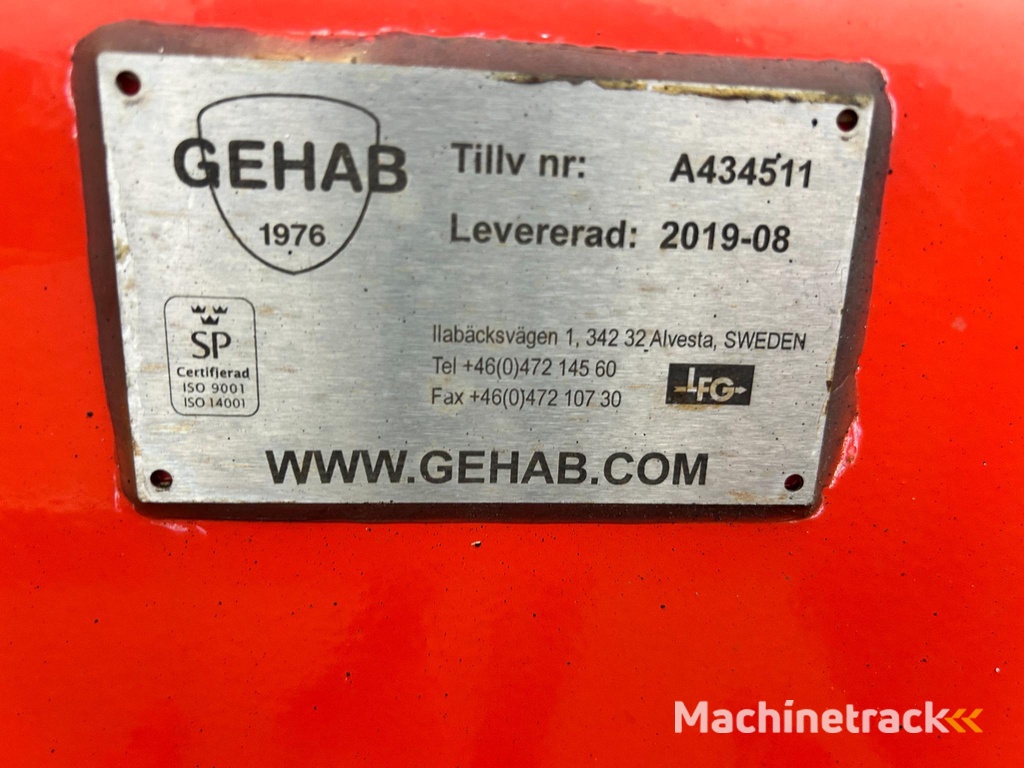 GEHAB
1976
Tillv nr: A434511
Levererad: 2019-08
SP
Certifierad
ISO 9001
ISO 14001
Ilabäcksvägen 1, 342 32 Alvesta, SWEDEN
Tel +46(0)472 145 60
Fax +46(0)472 107 30
LFG
WWW.GEHAB.COM
Machinetrack